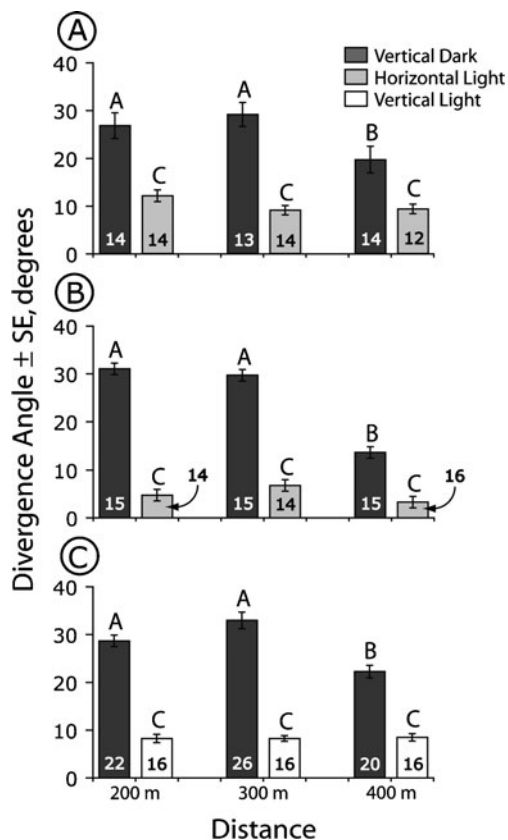 A
Vertical Dark
Horizontal Light
Vertical Light
40
30
20
10
0
A
C
A
C
B
C
14
14
13
14
14
12
B
40
30
20
10
0
A
C
14
A
C
B
C
16
15
15
14
15
C
40
30
20
10
0
A
C
A
C
B
C
22
16
26
16
20
16
200 m
300 m
400 m
Distance
Divergence Angle ± SE, degrees